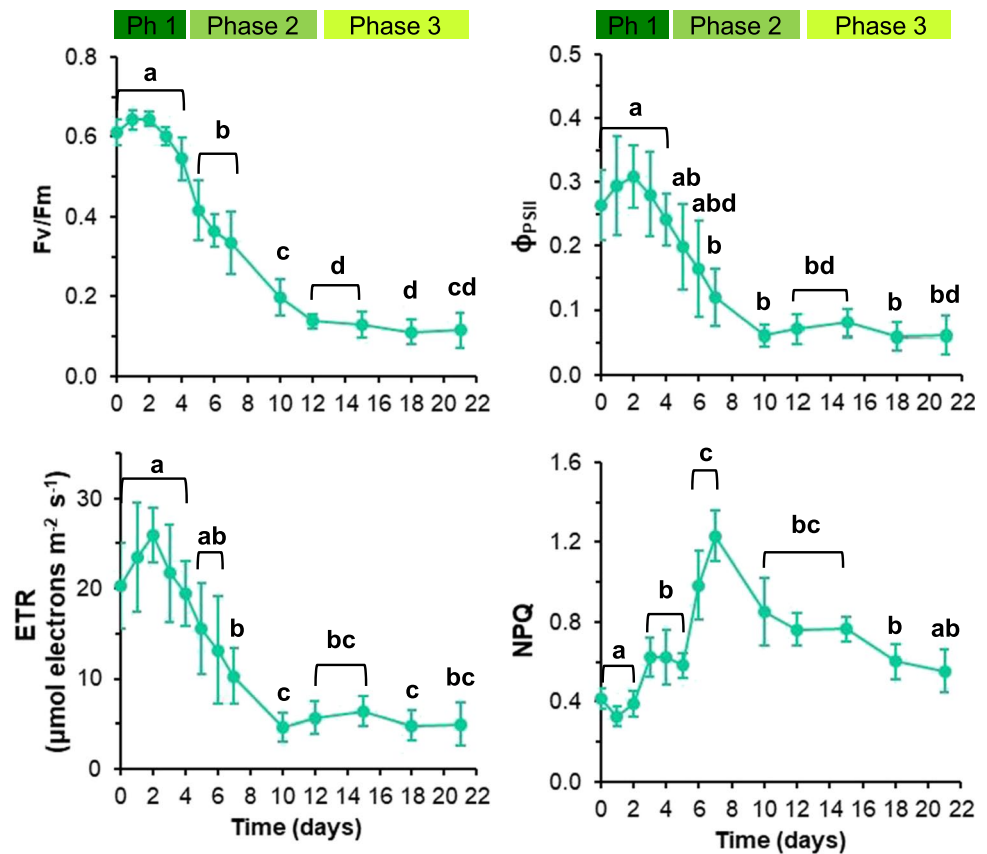 Ph 1 Phase 2 Phase 3
Ph 1 Phase 2 Phase 3
Fv/Fm
0.8
0.6
0.4
0.2
0.0
a
b
c
d
d
cd
0 2 4 6 8 10 12 14 16 18 20 22
ϕPSII
0.5
0.4
0.3
0.2
0.1
0.0
a
ab
abd
b
b
bd
b
bd
0 2 4 6 8 10 12 14 16 18 20 22
ETR
(µmol electrons m-2 s-1)
30
20
10
0
a
ab
b
c
bc
c
bc
0 2 4 6 8 10 12 14 16 18 20 22
Time (days)
NPQ
1.6
1.2
0.8
0.4
0.0
a
b
c
bc
b
ab
0 2 4 6 8 10 12 14 16 18 20 22
Time (days)